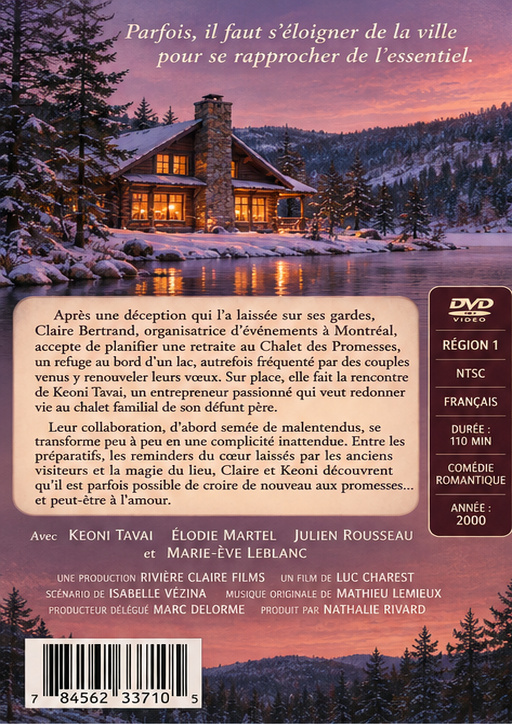 Parfois, il faut s'éloigner de la ville
pour se rapprocher de l'essentiel.
Après une déception qui l'a laissée sur ses gardes,
Claire Bertrand, organisatrice d'événements à Montréal,
accepte de planifier une retraite au Chalet des Promesses,
un refuge au bord d'un lac, autrefois fréquenté par des couples
venus y renouveler leurs vœux. Sur place, elle fait la rencontre
de Keoni Tavai, un entrepreneur passionné qui veut redonner
vie au chalet familial de son défunt père.
Leur collaboration, d'abord semée de malentendus, se
transforme peu à peu en une complicité inattendue. Entre les
préparatifs, les reminders du cœur laissés par les anciens
visiteurs et la magie du lieu, Claire et Keoni découvrent
qu'il est parfois possible de croire de nouveau aux promesses...
et peut-être à l'amour.
DVD
VIDEO
RÉGION 1
NTSC
FRANÇAIS
DURÉE :
110 MIN
COMÉDIE
ROMANTIQUE
ANNÉE :
2000
Avec KEONI TAVAI ÉLODIE MARTEL JULIEN ROUSSEAU
et MARIE-ÈVE LEBLANC
UNE PRODUCTION RIVIÈRE CLAIRE FILMS UN FILM DE LUC CHAREST
SCÉNARIO DE ISABELLE VÉZINA MUSIQUE ORIGINALE DE MATHIEU LEMIEUX
PRODUCTEUR DÉLÉGUÉ MARC DELORME PRODUIT PAR NATHALIE RIVARD
7 84562 33710 5